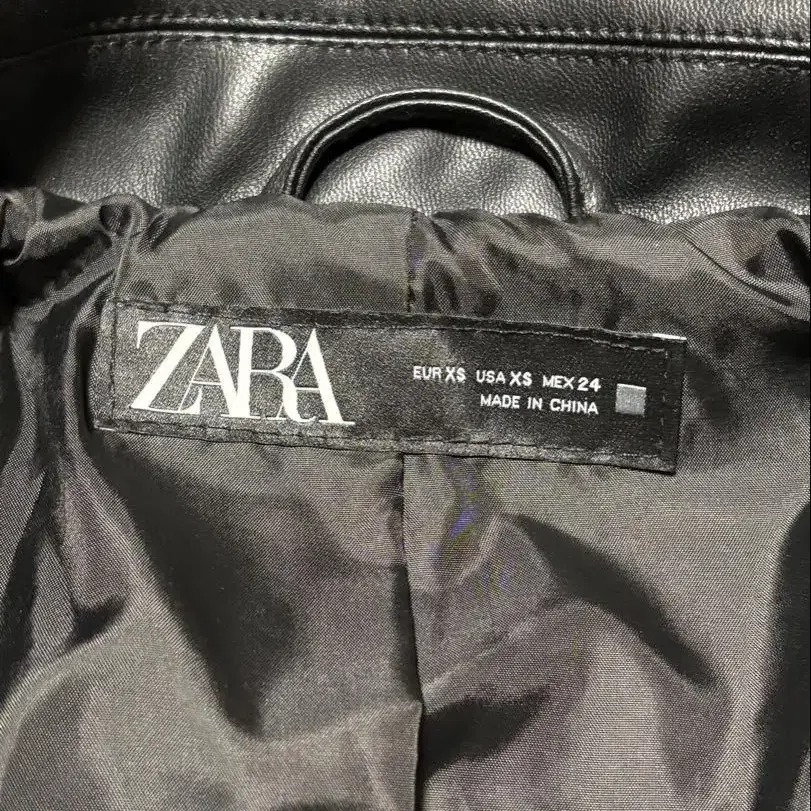 ZARA
EUR XS USA XS MEX 24
MADE IN CHINA